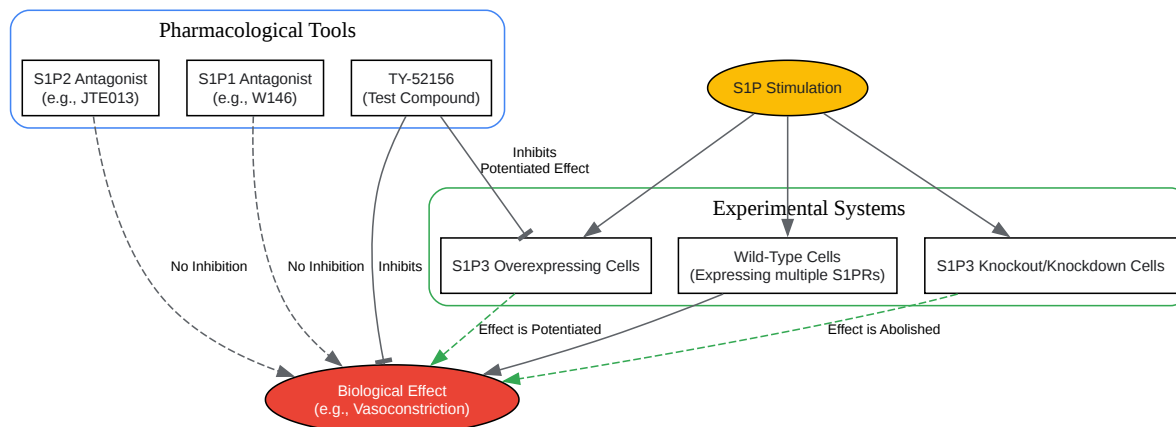 Pharmacological Tools
S1P2 Antagonist
(e.g., JTE013)
S1P1 Antagonist
(e.g., W146)
TY-52156
(Test Compound)
S1P Stimulation
Inhibits
Potentiated Effect
Experimental Systems
S1P3 Overexpressing Cells
Wild-Type Cells
(Expressing multiple S1PRs)
S1P3 Knockout/Knockdown Cells
No Inhibition
No Inhibition
Inhibits
Effect is Potentiated
Effect is Abolished
Biological Effect
(e.g., Vasoconstriction)